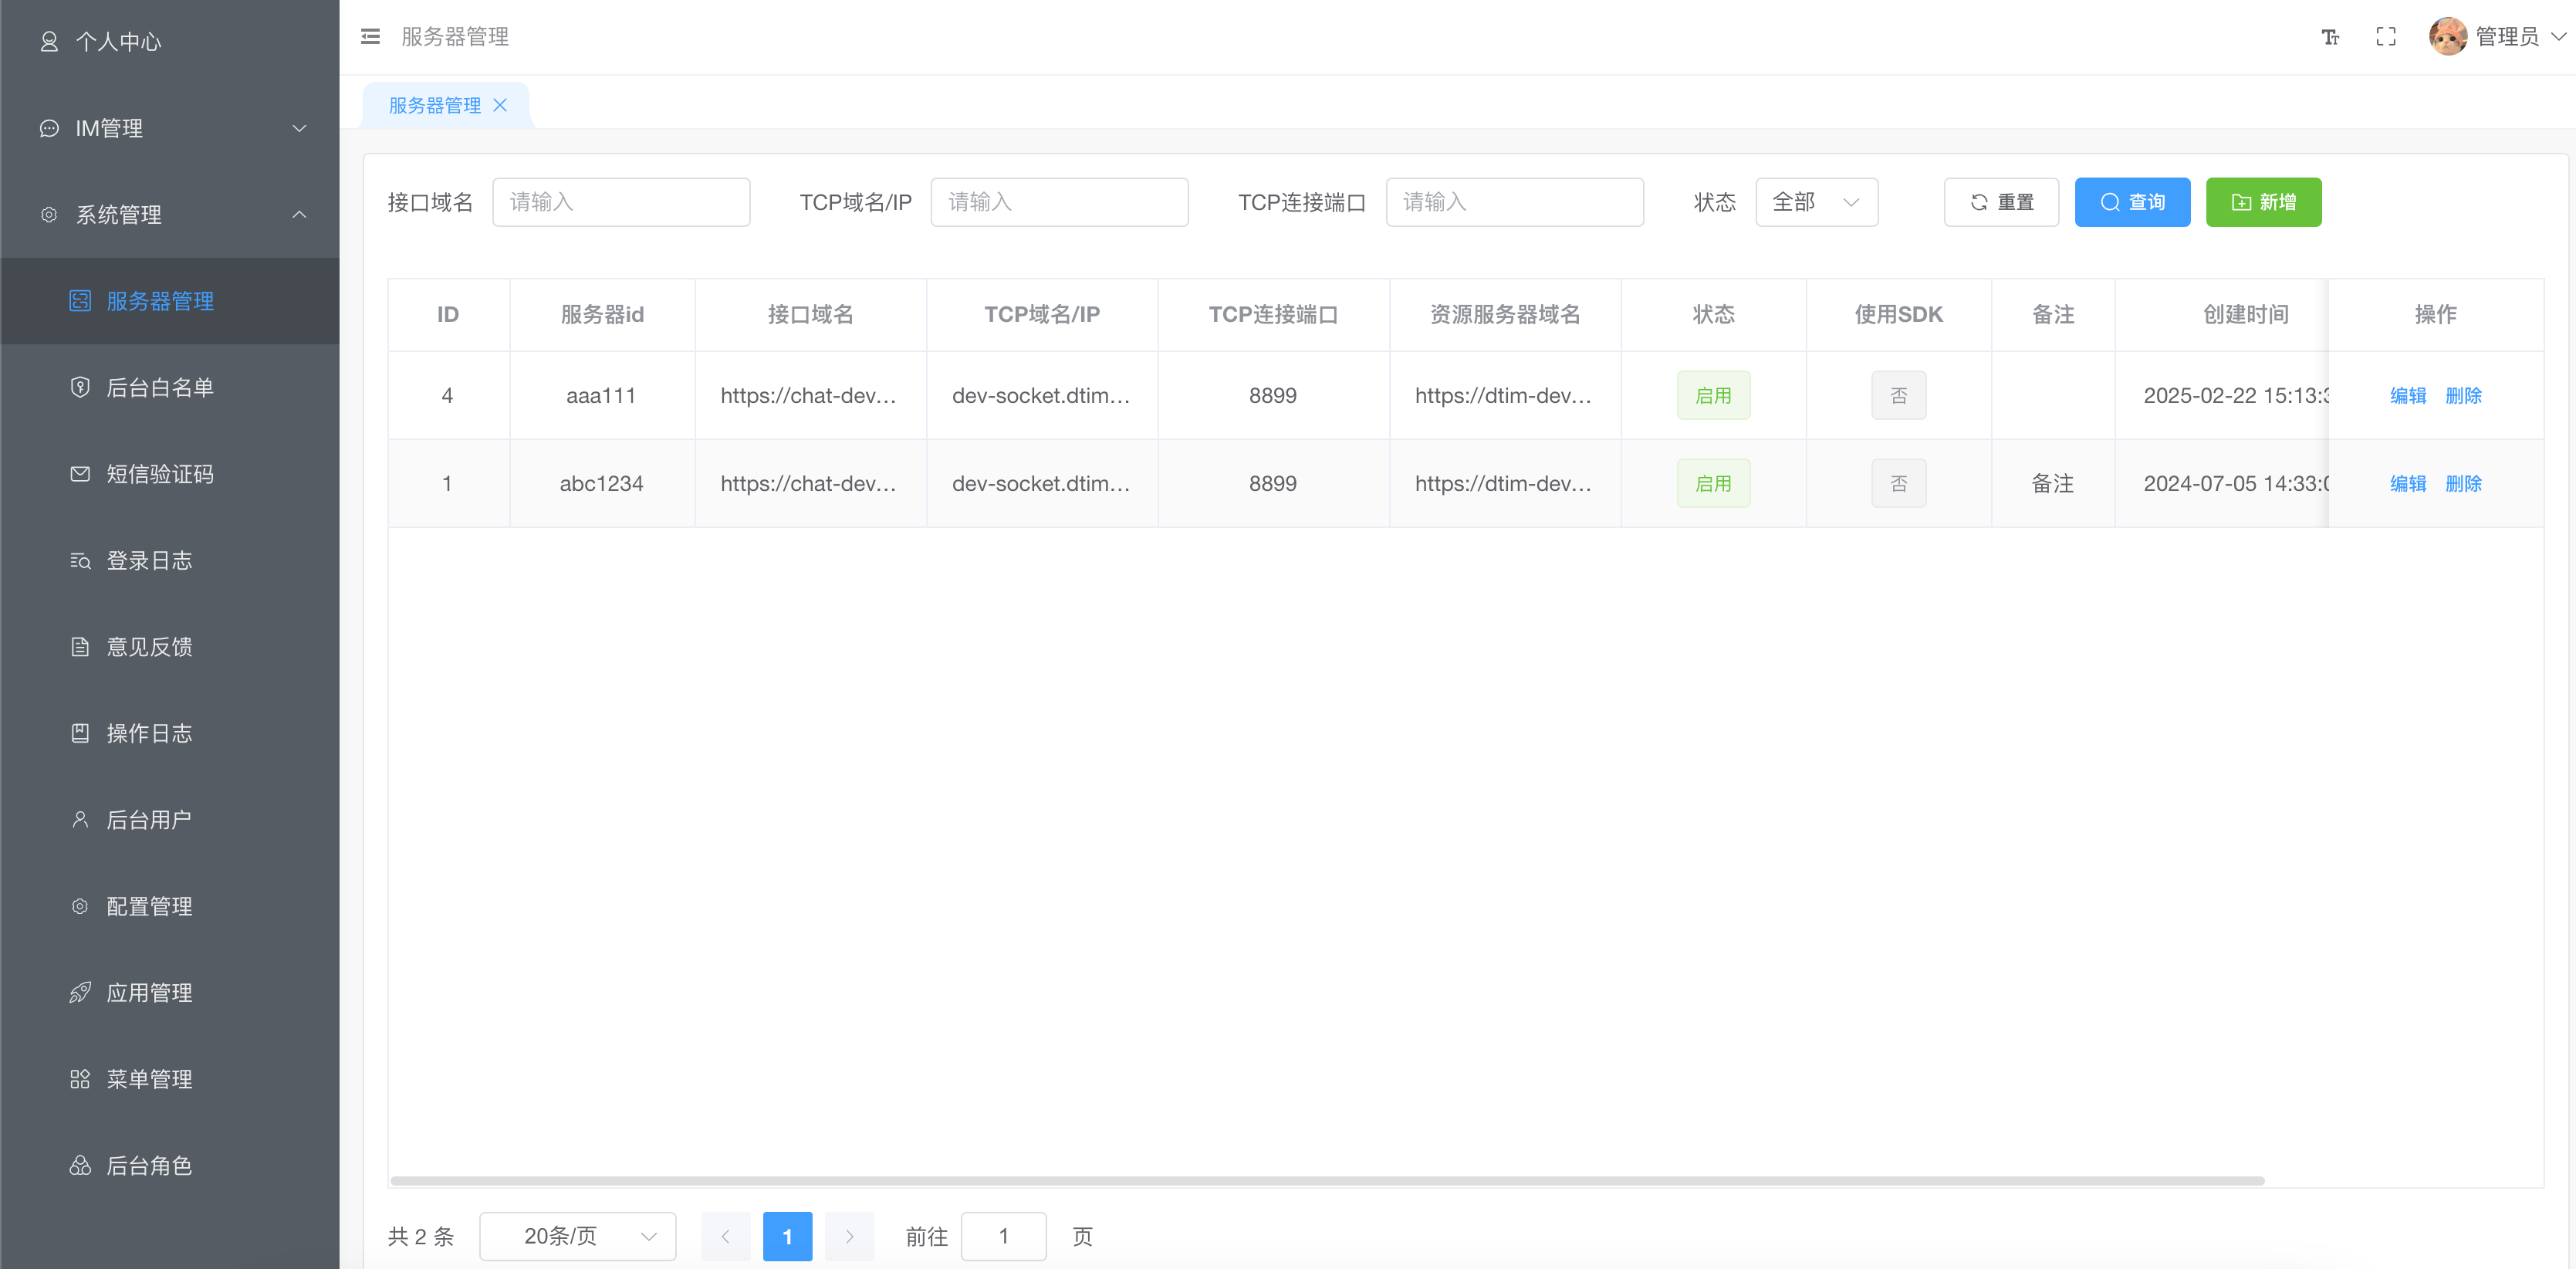 个人中心
IM管理
系统管理
服务器管理
后台白名单
短信验证码
登录日志
意见反馈
操作日志
后台用户
配置管理
应用管理
菜单管理
后台角色
服务器管理
管理员
服务器管理
接口域名 请输入 TCP域名/IP 请输入 TCP连接端口 请输入 状态 全部 重置 查询 新增
ID 服务器id 接口域名 TCP域名/IP TCP连接端口 资源服务器域名 状态 使用SDK 备注 创建时间 操作
4 aaa111 https://chat-dev... dev-socket.dtim... 8899 https://dtim-dev... 启用 否 2025-02-22 15:13: 编辑 删除
1 abc1234 https://chat-dev... dev-socket.dtim... 8899 https://dtim-dev... 启用 否 备注 2024-07-05 14:33: 编辑 删除
共 2 条 20条/页 1 前往 1 页